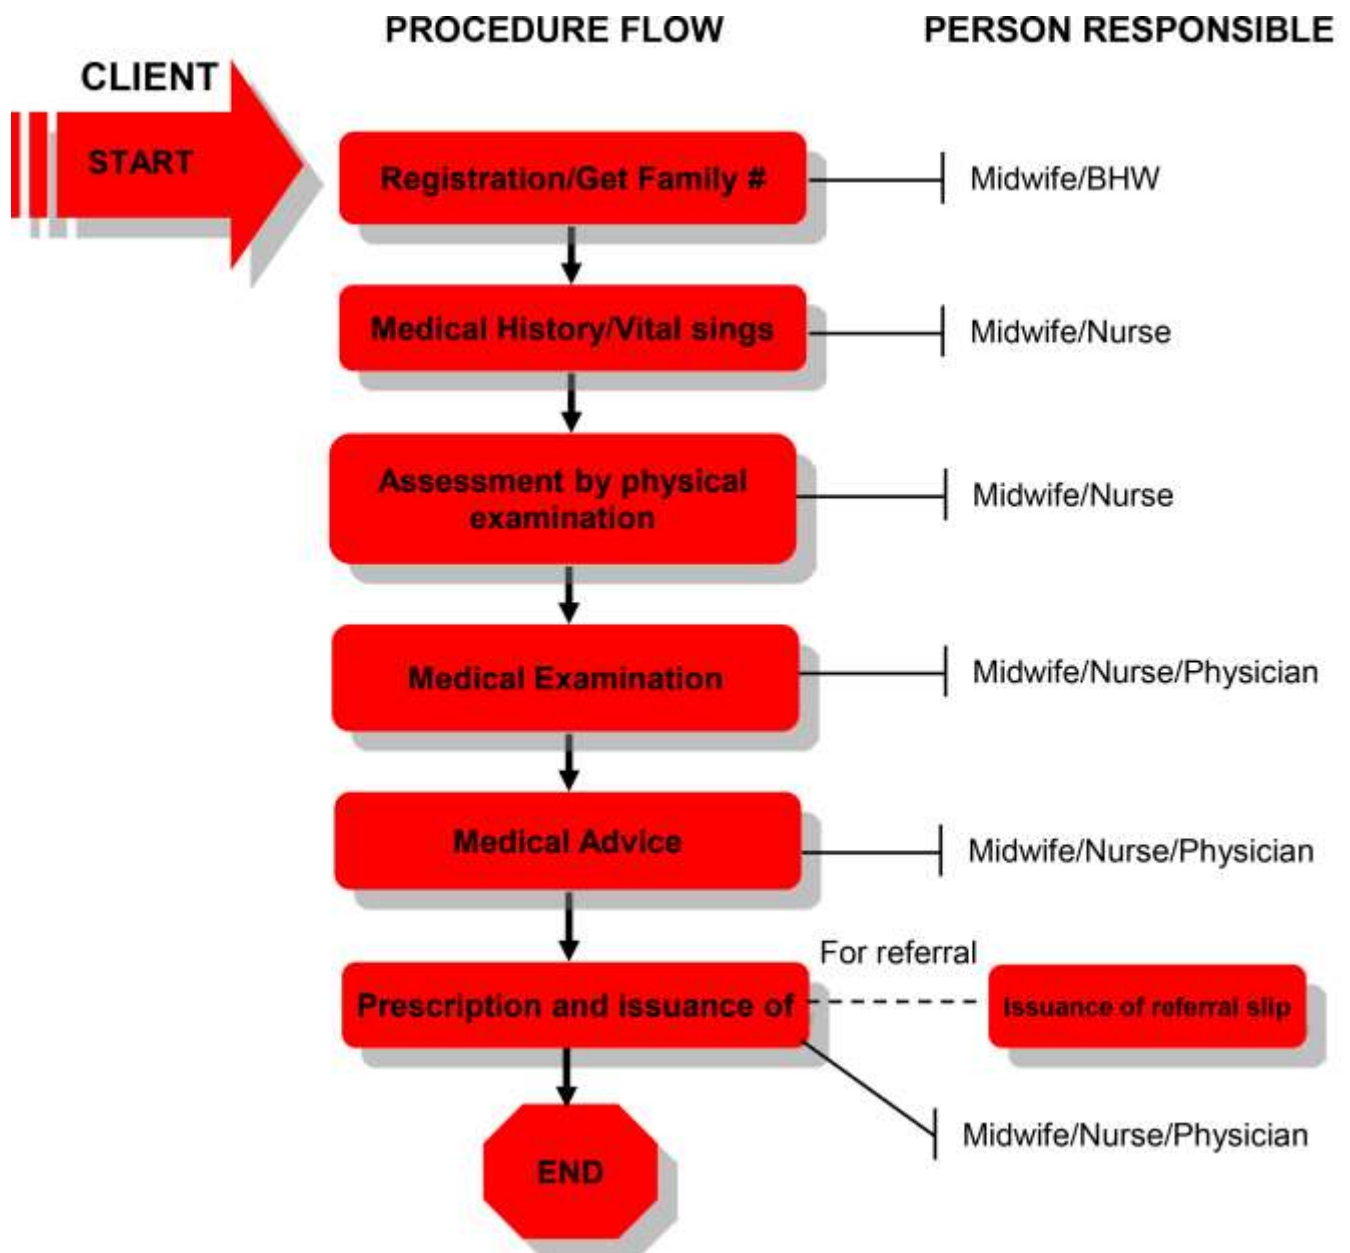 PROCEDURE FLOW
PERSON RESPONSIBLE
CLIENT
START
Registration/Get Family #
Midwife/BHW
Medical History/Vital sings
Midwife/Nurse
Assessment by physical
examination
Midwife/Nurse
Medical Examination
Midwife/Nurse/Physician
Medical Advice
Midwife/Nurse/Physician
For referral
Prescription and issuance of
Issuance of referral slip
Midwife/Nurse/Physician
END